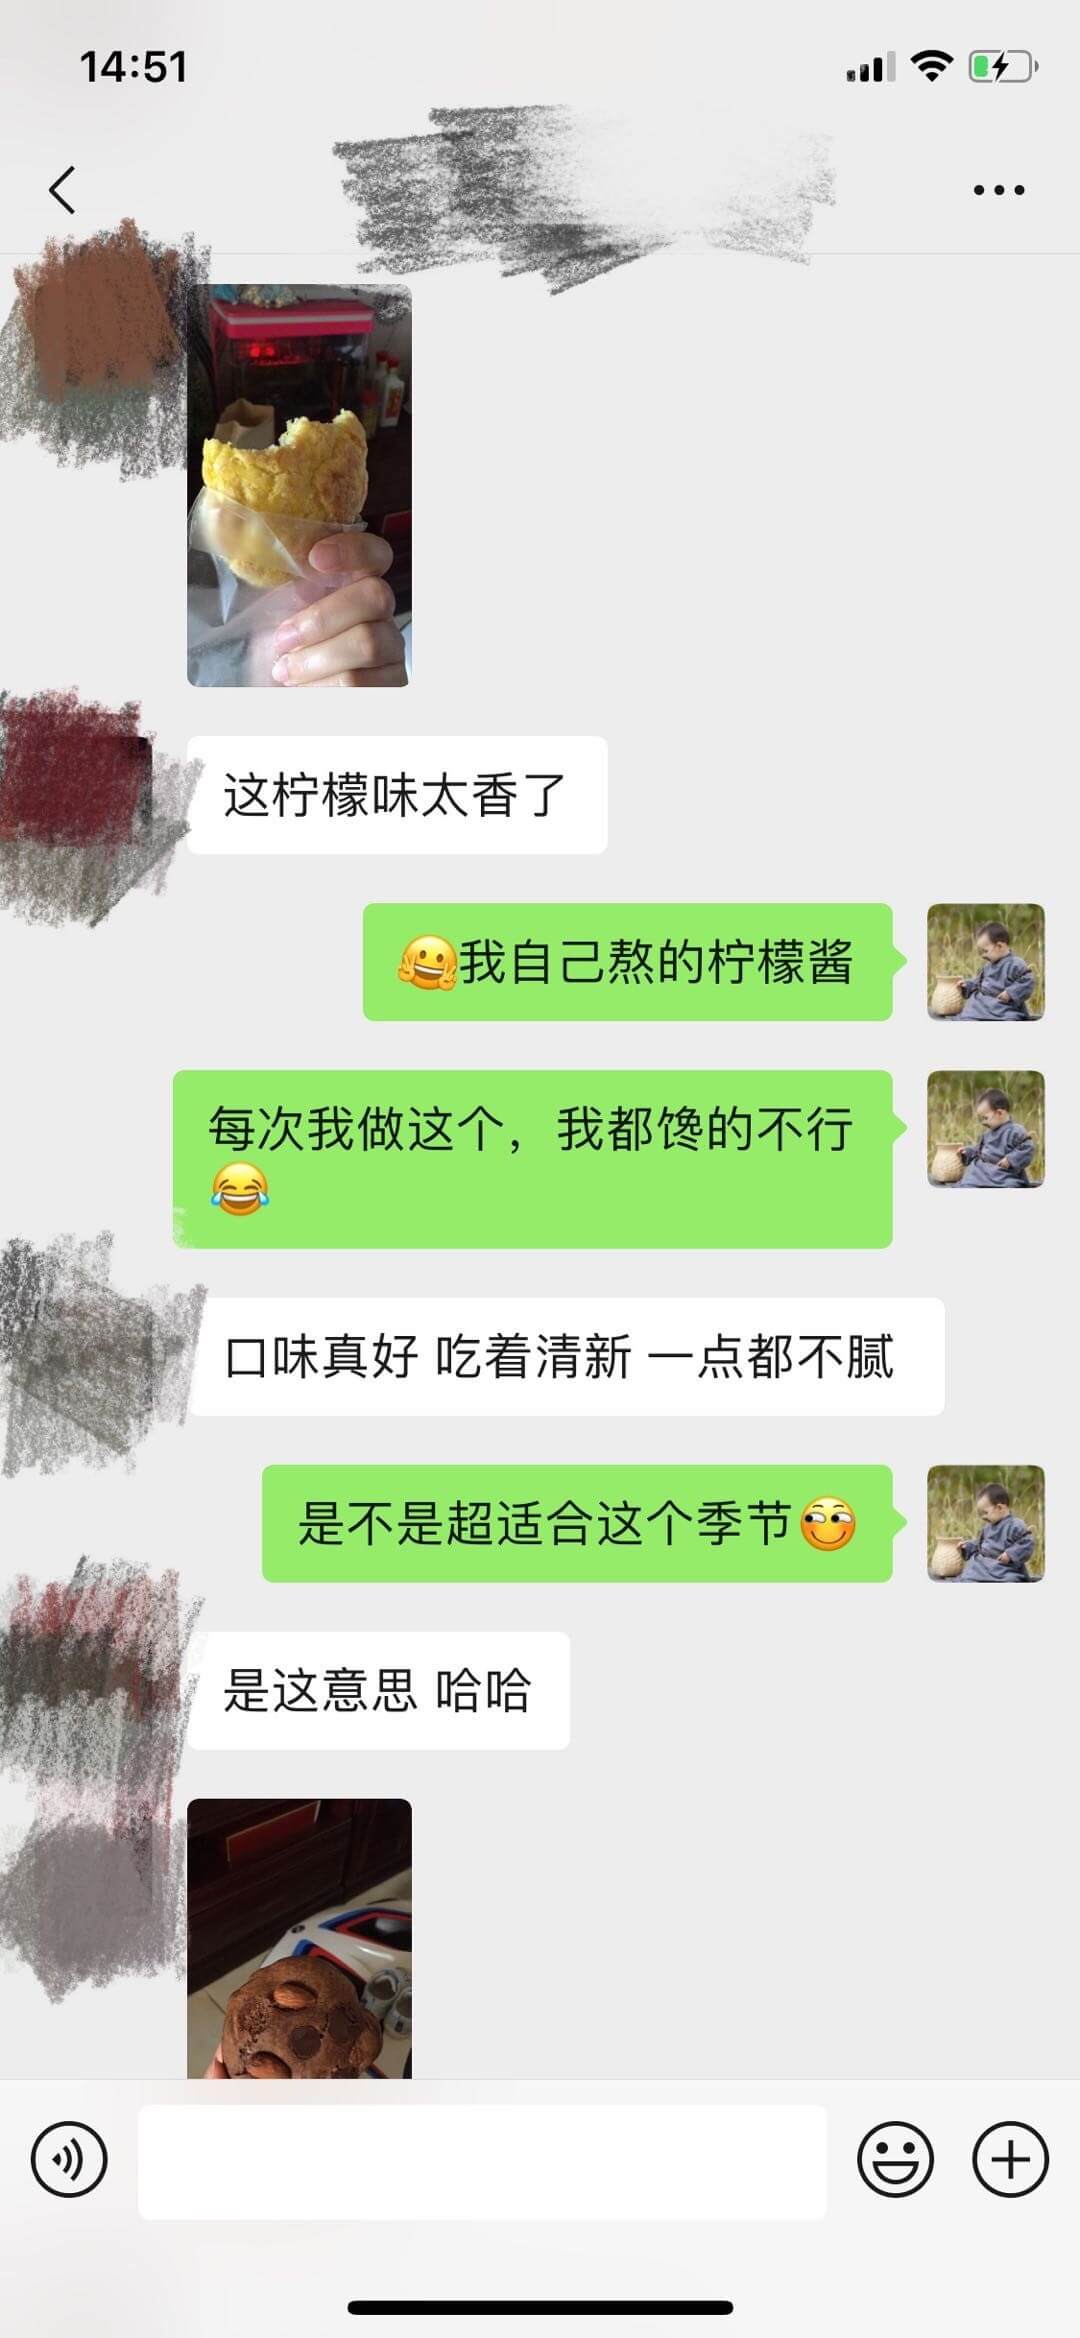 14:51
这柠檬味太香了
🤗我自己熬的柠檬酱
每次我做这个，我都馋的不行
😂
口味真好 吃着清新 一点都不腻
是不是超适合这个季节
是这意思 哈哈